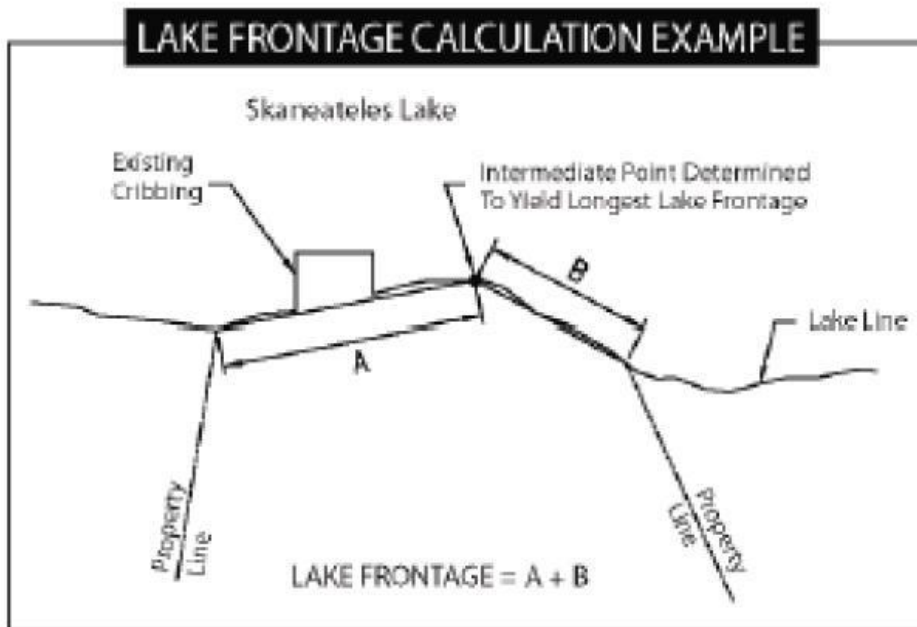 LAKE FRONTAGE CALCULATION EXAMPLE
Skaneateles Lake
Existing
Cribbing
Intermediate Point Determined
To Yield Longest Lake Frontage
B
Lake Line
A
Property
Line
Property
Line
LAKE FRONTAGE = A + B